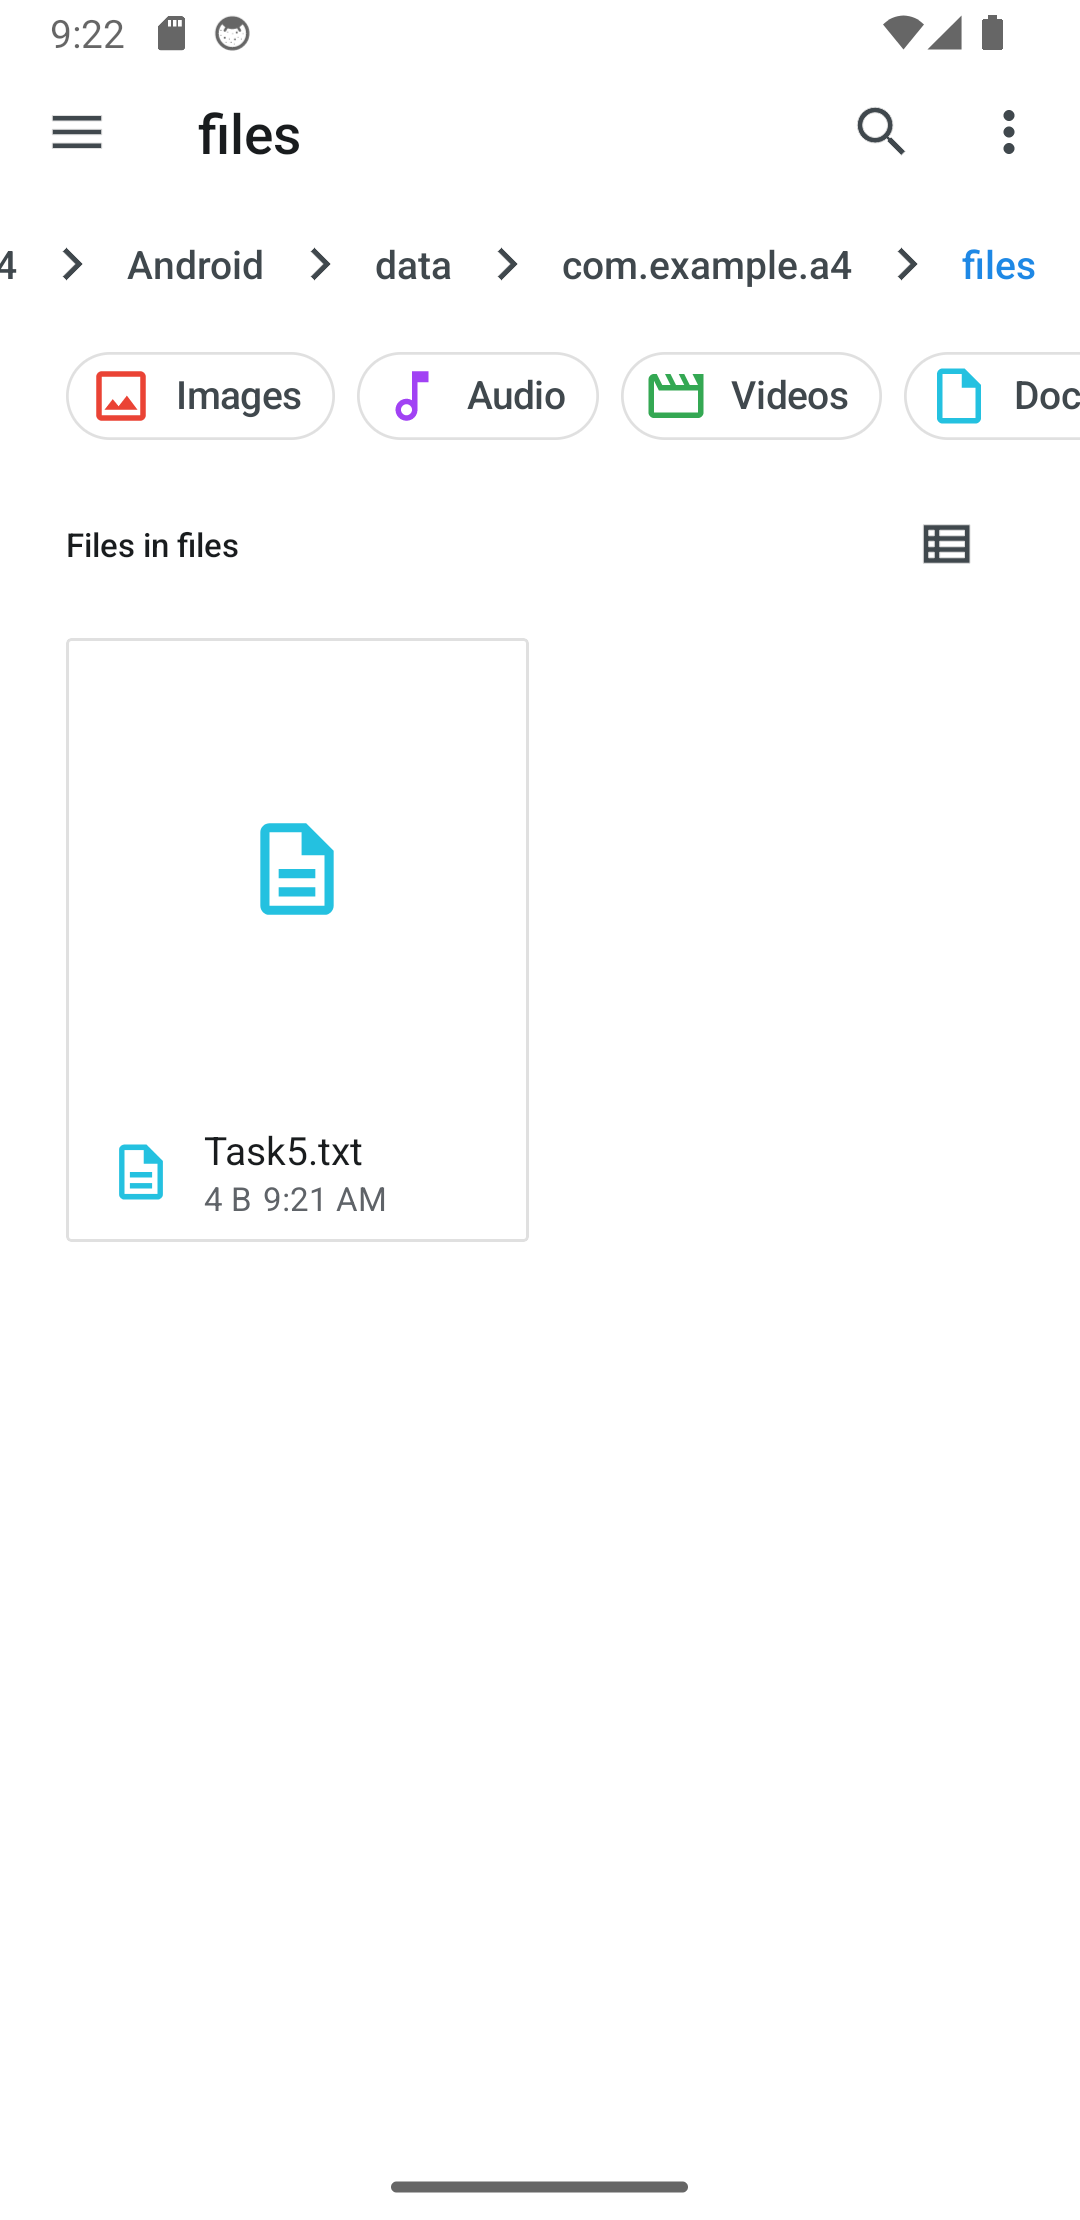 9:22
files
4 Android data com.example.a4 files
Images Audio Videos Doc
Files in files
Task5.txt
4 B 9:21 AM